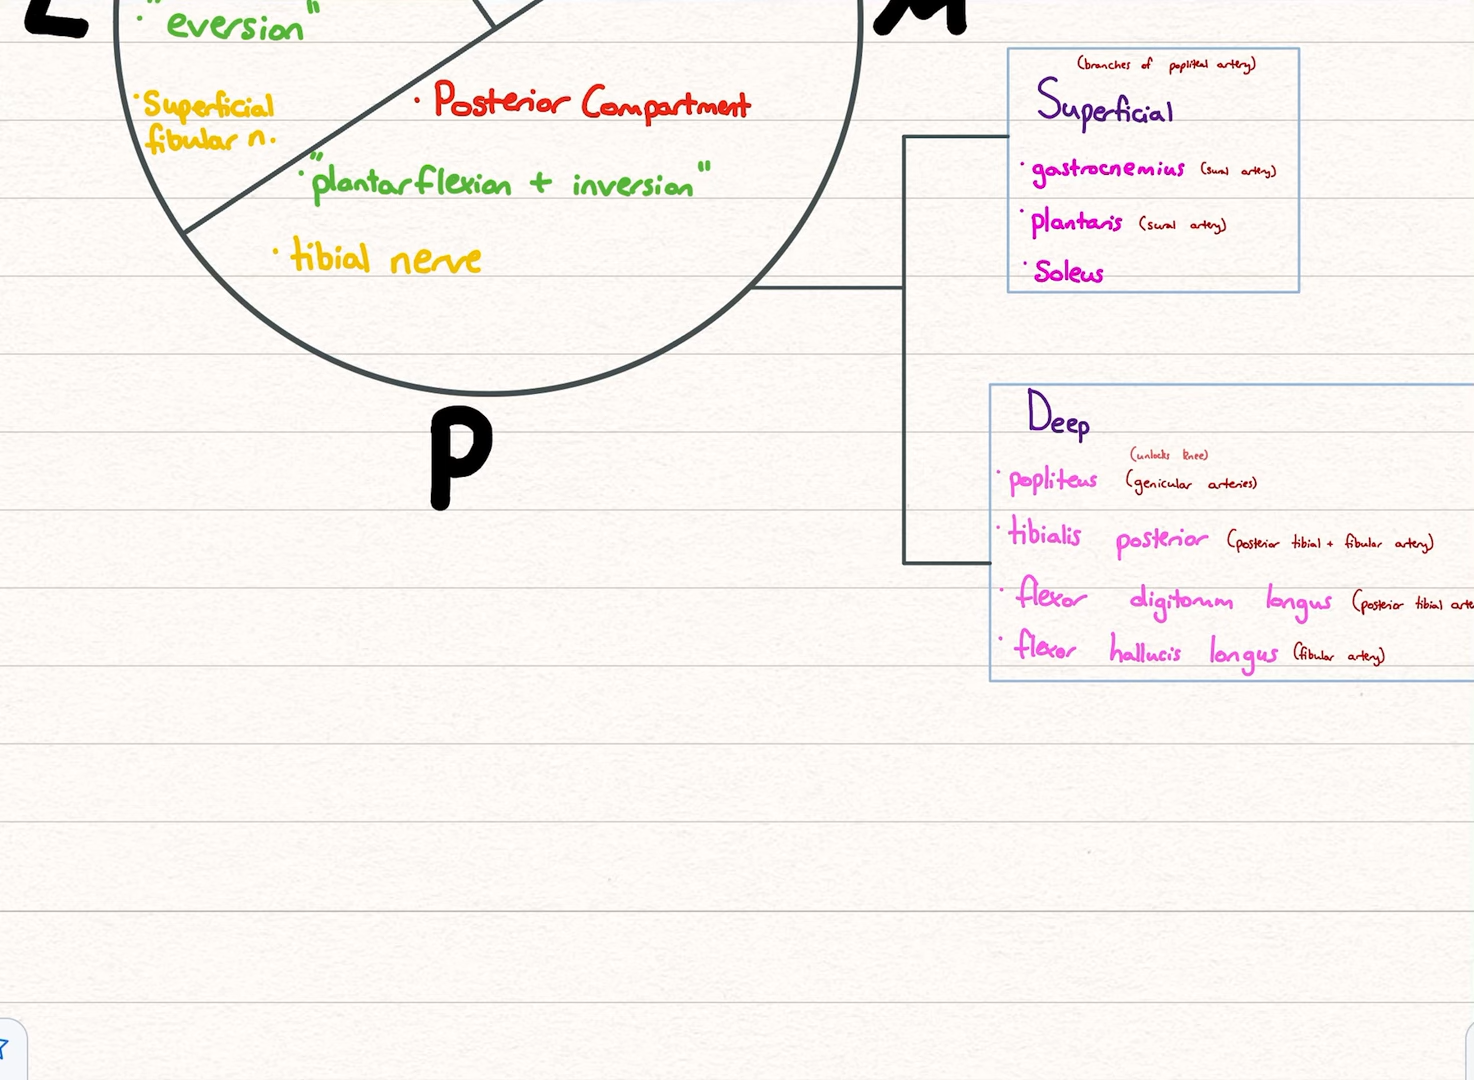 L
M
"eversion"
Superficial
fibular n.
Posterior Compartment
"plantarflexion + inversion"
tibial nerve
P
(branches of popliteal artery)
Superficial
gastrocnemius (sural artery)
plantaris (sural artery)
Soleus
Deep
(unlocks knee)
popliteus (genicular arteries)
tibialis posterior (posterior tibial + fibular artery)
flexor digitorum longus (posterior tibial arte
flexor hallucis longus (fibular artery)